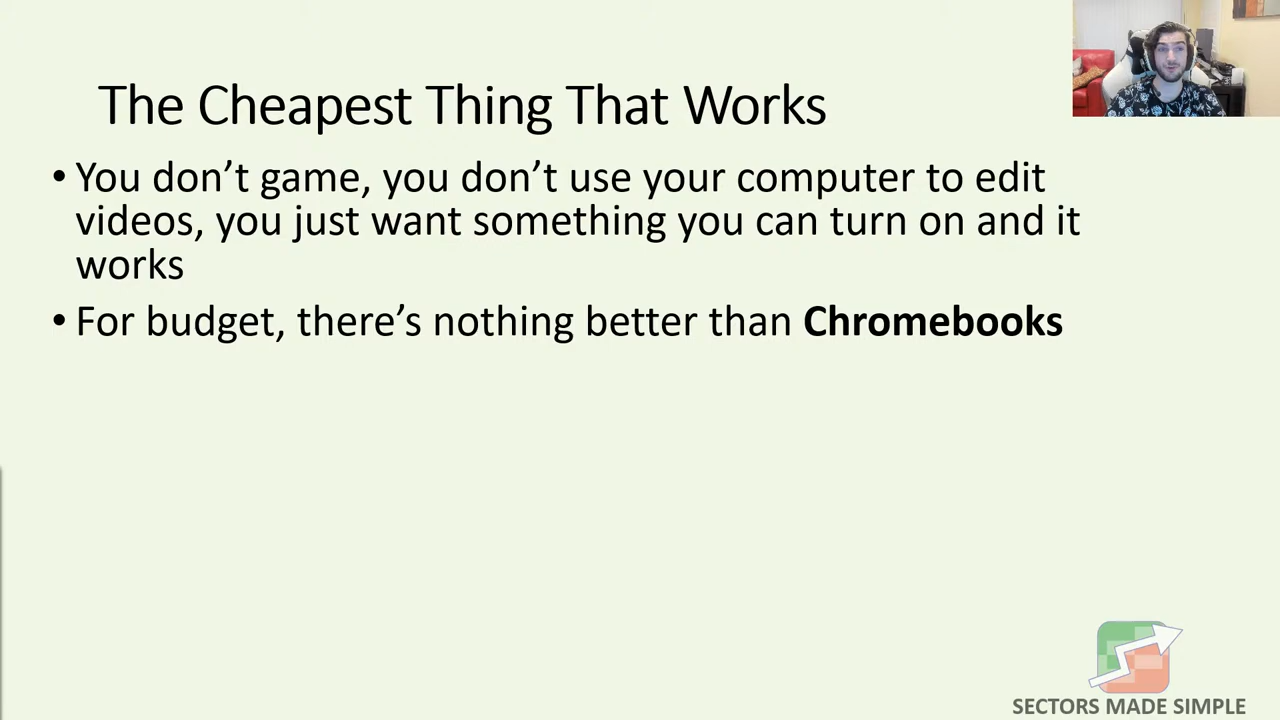 The Cheapest Thing That Works
• You don’t game, you don’t use your computer to edit
videos, you just want something you can turn on and it
works
• For budget, there’s nothing better than Chromebooks
SECTORS MADE SIMPLE